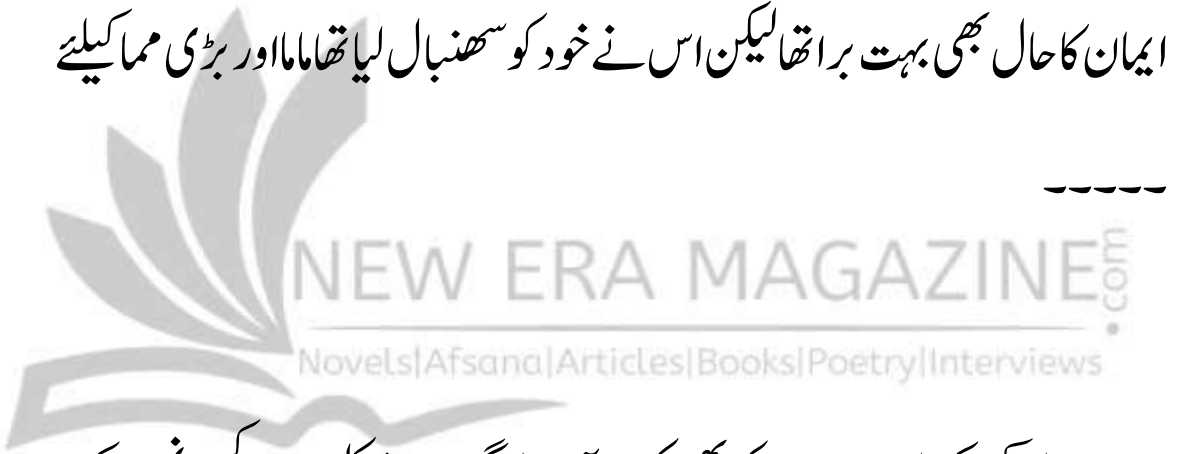 ایمان کا حال بھی بہت برا تھا لیکن اس نے خود کو سھنبال لیا تھا ماما اور بڑی مما کیلئے
۔۔۔۔۔
NEW ERA MAGAZINE.com
Novels|Afsana|Articles|Books|Poetry|Interviews